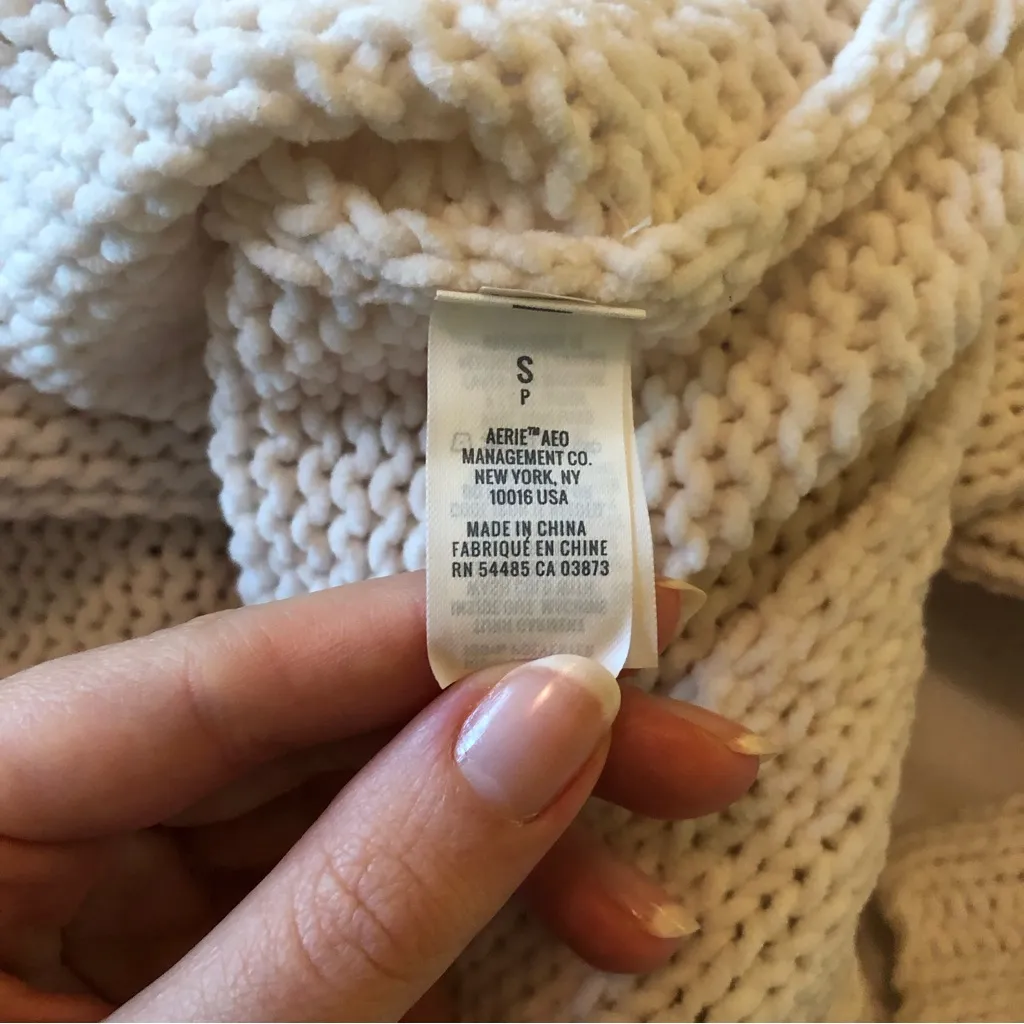 S
P
AERIE™ AEO
MANAGEMENT CO.
NEW YORK, NY
10016 USA
MADE IN CHINA
FABRIQUÉ EN CHINE
RN 54485 CA 03873